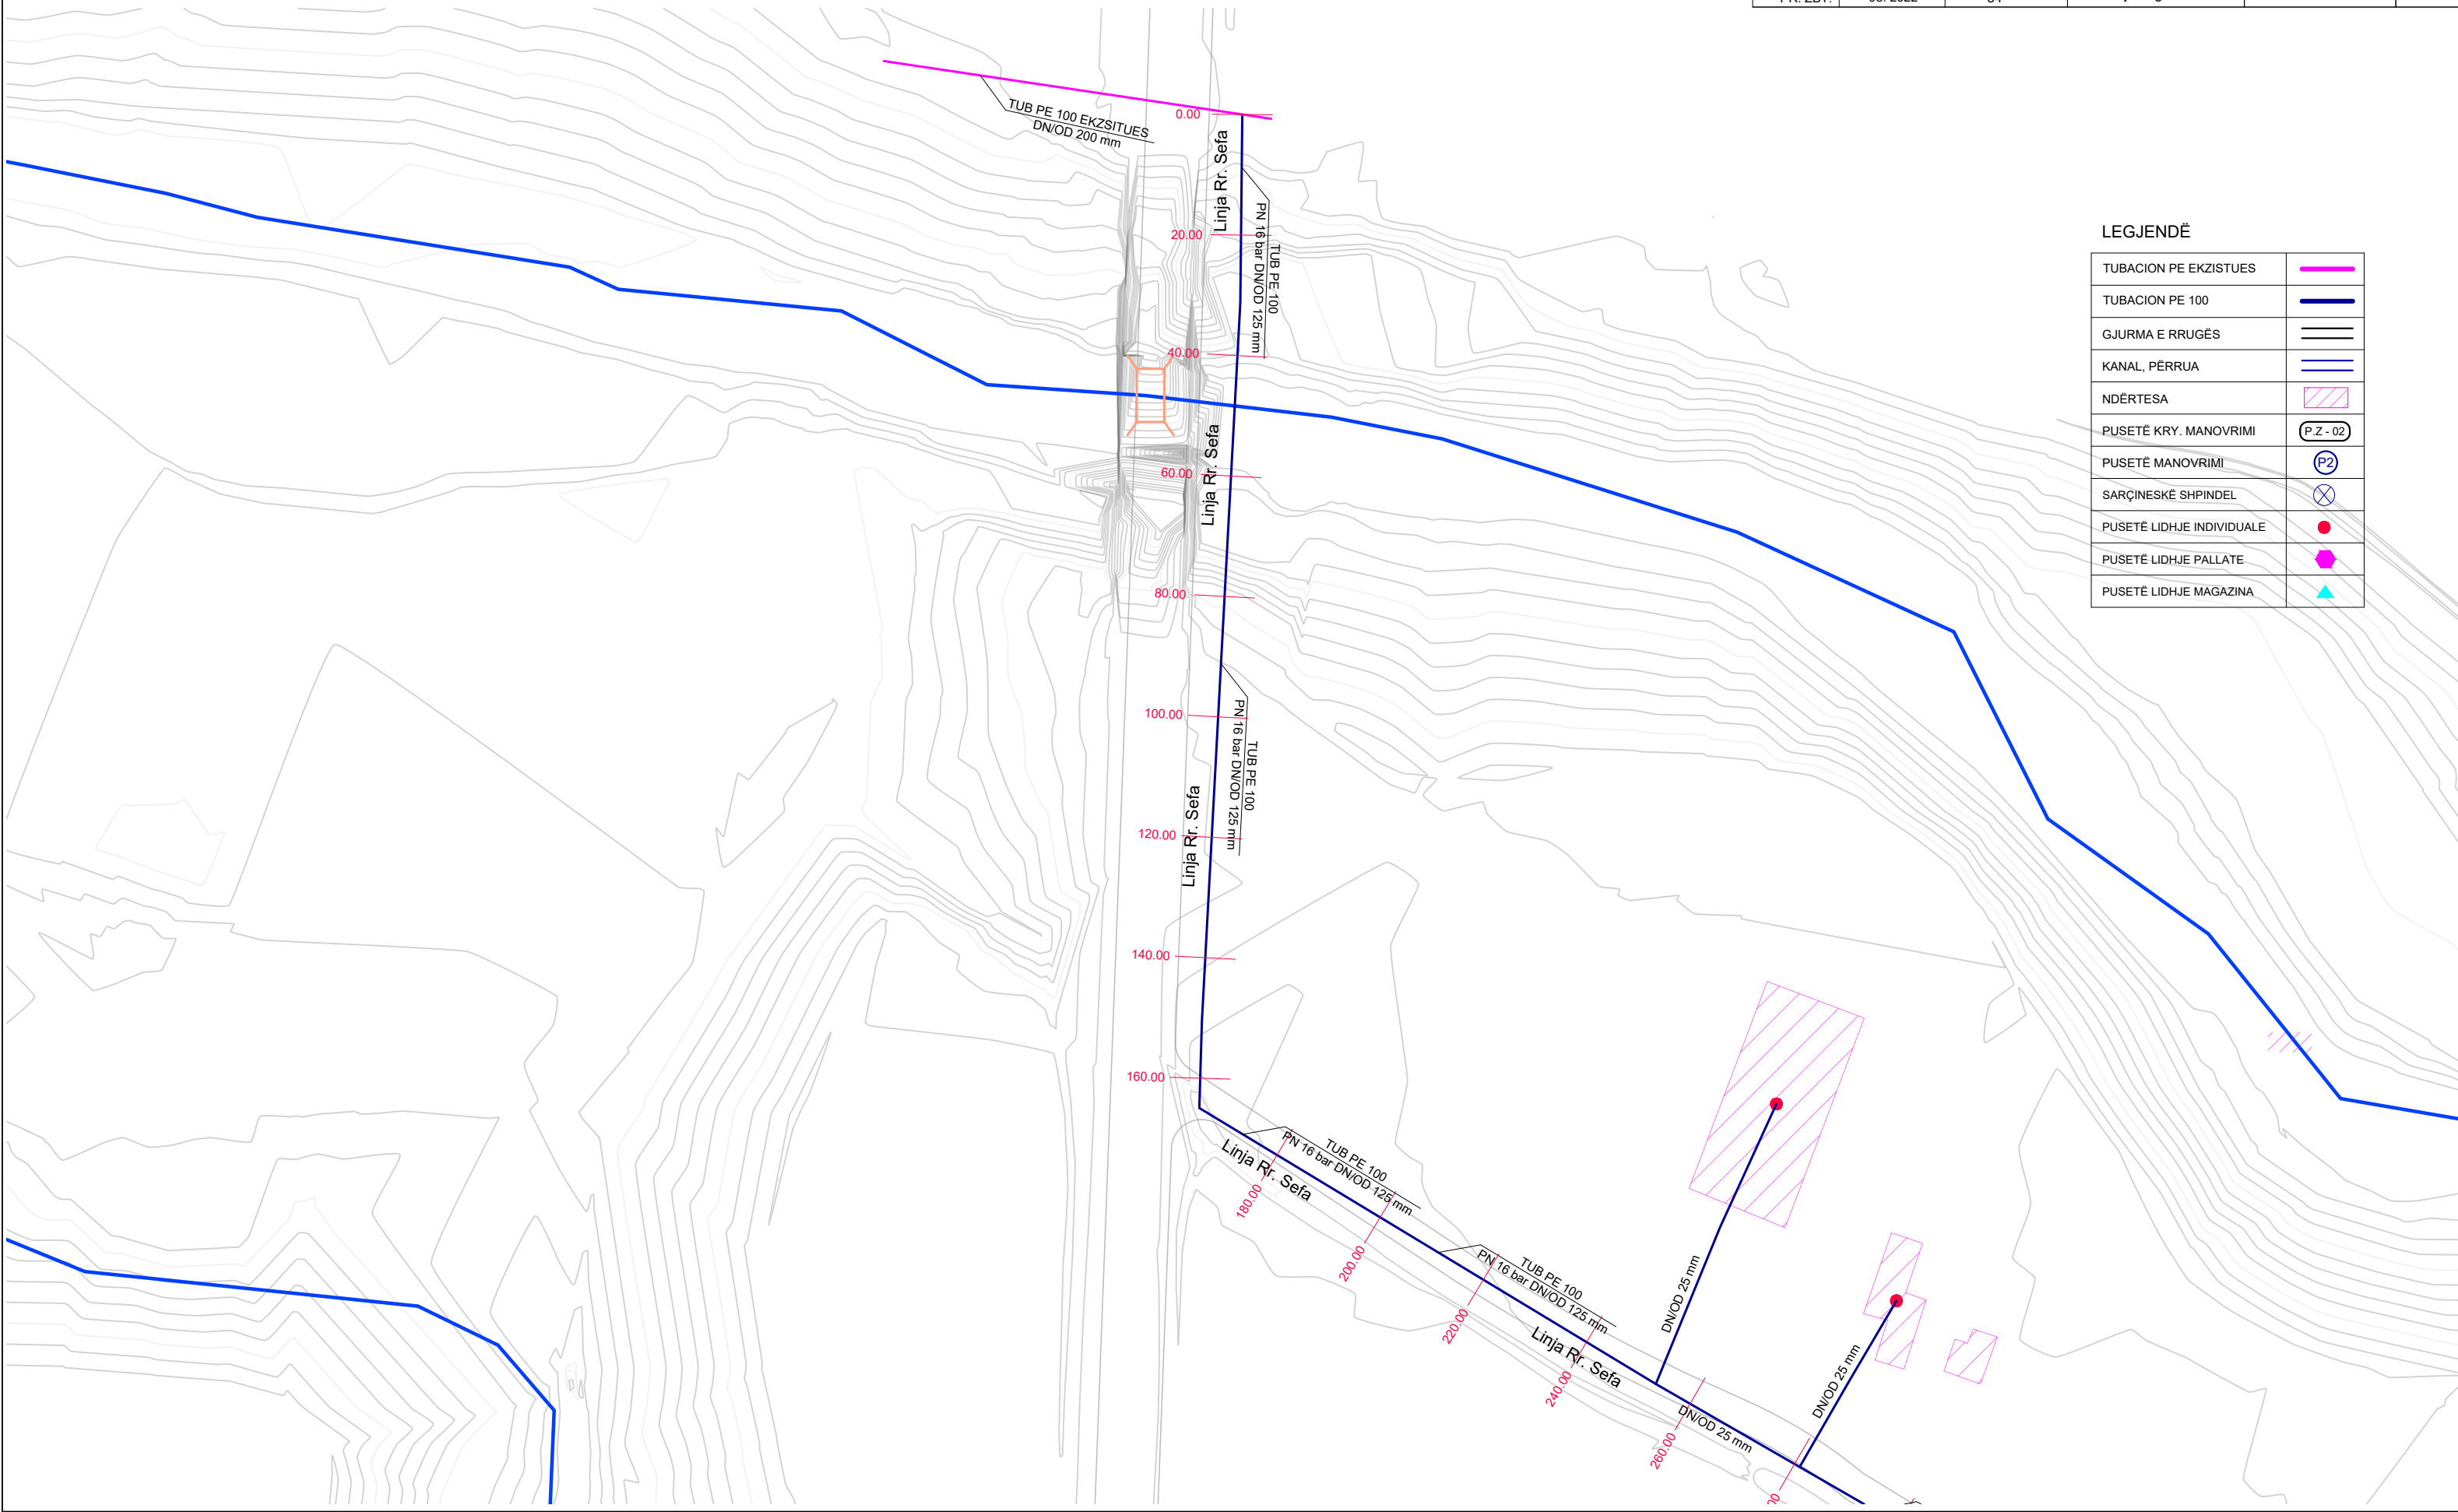 08/2022
TUB PE 100 EKZSITUES
DN/OD 200 mm
0.00
Linja Rr. Sefa
TUB PE 100
PN 16 bar DN/OD 125 mm
20.00
40.00
Linja Rr. Sefa
60.00
80.00
TUB PE 100
PN 16 bar DN/OD 125 mm
100.00
Linja Rr. Sefa
120.00
140.00
160.00
TUB PE 100
PN 16 bar DN/OD 125 mm
Linja Rr. Sefa
180.00
200.00
TUB PE 100
PN 16 bar DN/OD 125 mm
220.00
Linja Rr. Sefa
240.00
DN/OD 25 mm
DN/OD 25 mm
260.00
DN/OD 25 mm
LEGJENDË
TUBACION PE EKZISTUES
TUBACION PE 100
GJURMA E RRUGËS
KANAL, PËRRUA
NDËRTESA
PUSETË KRY. MANOVRIMI
P.Z - 02
PUSETË MANOVRIMI
P2
SARÇINESKË SHPINDEL
PUSETË LIDHJE INDIVIDUALE
PUSETË LIDHJE PALLATE
PUSETË LIDHJE MAGAZINA